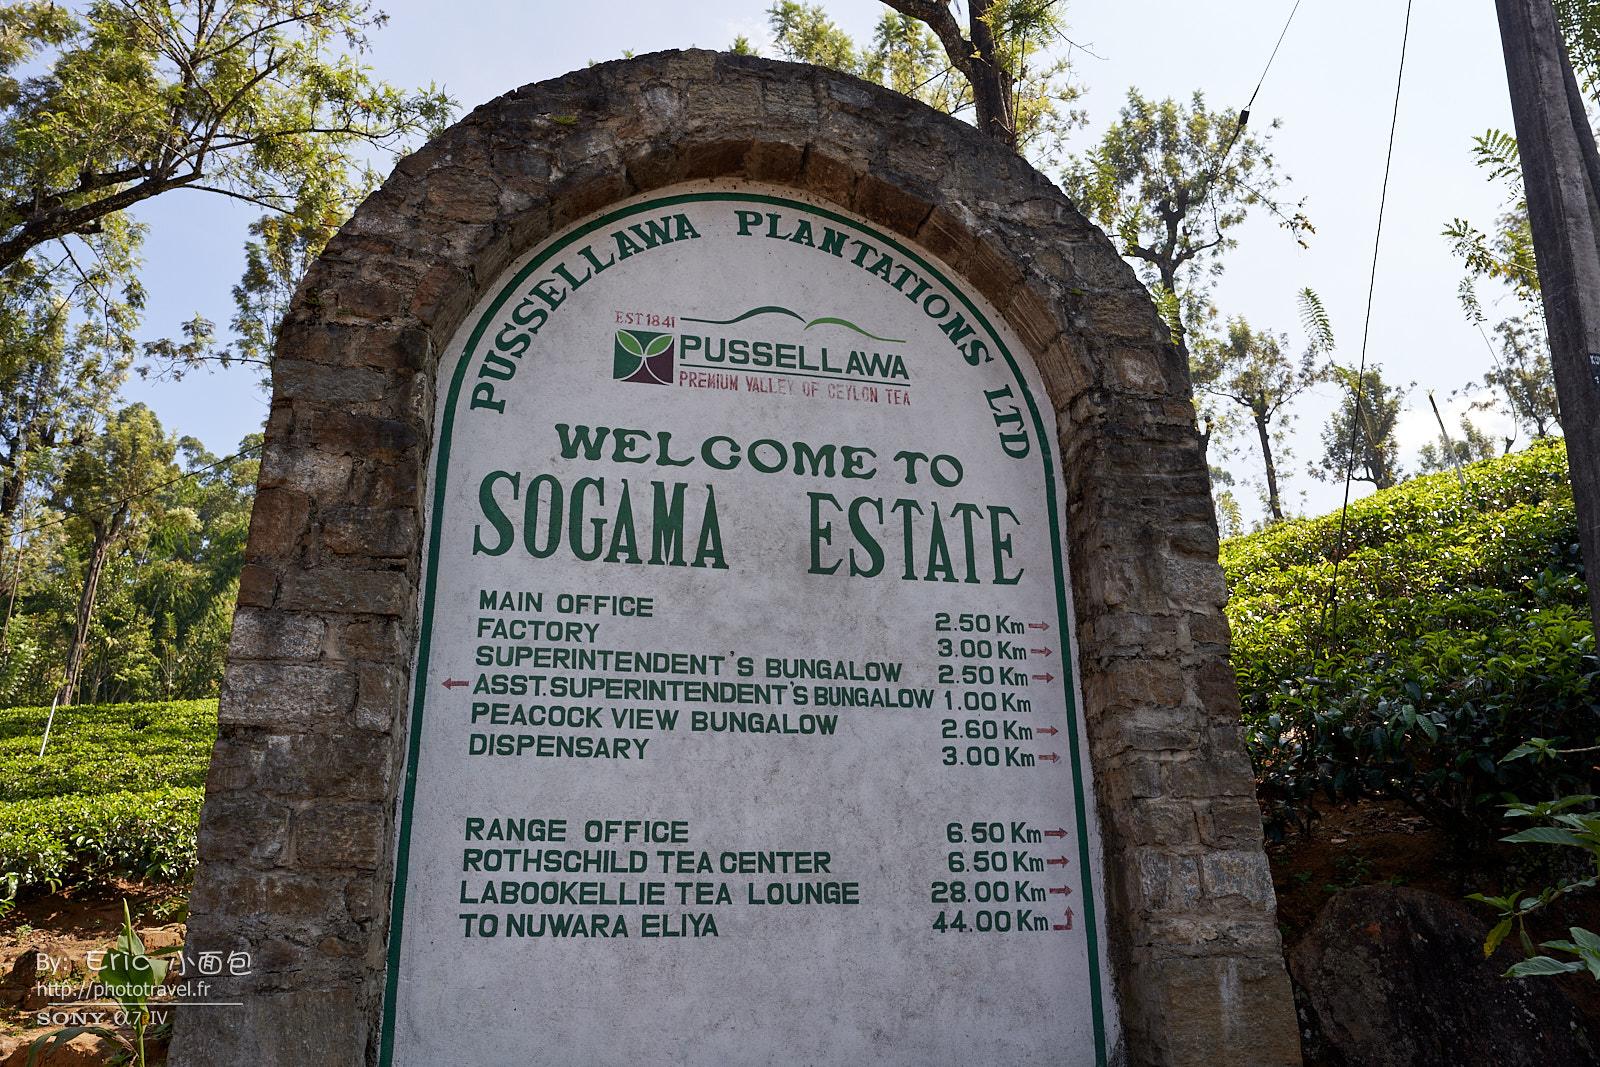 PUSSELLAWA PLANTATIONS LTD
EST 1841
PUSSELLAWA
PREMIUM VALLEY OF CEYLON TEA
WELCOME TO
SOGAMA ESTATE
MAIN OFFICE 2.50 Km →
FACTORY 3.00 Km →
SUPERINTENDENT'S BUNGALOW 2.50 Km →
← ASST.SUPERINTENDENT'S BUNGALOW 1.00 Km
PEACOCK VIEW BUNGALOW 2.60 Km →
DISPENSARY 3.00 Km →
RANGE OFFICE 6.50 Km →
ROTHSCHILD TEA CENTER 6.50 Km →
LABOOKELLIE TEA LOUNGE 28.00 Km →
TO NUWARA ELIYA 44.00 Km
By: Eric 小面包
http://phototravel.fr
SONY α7 IV